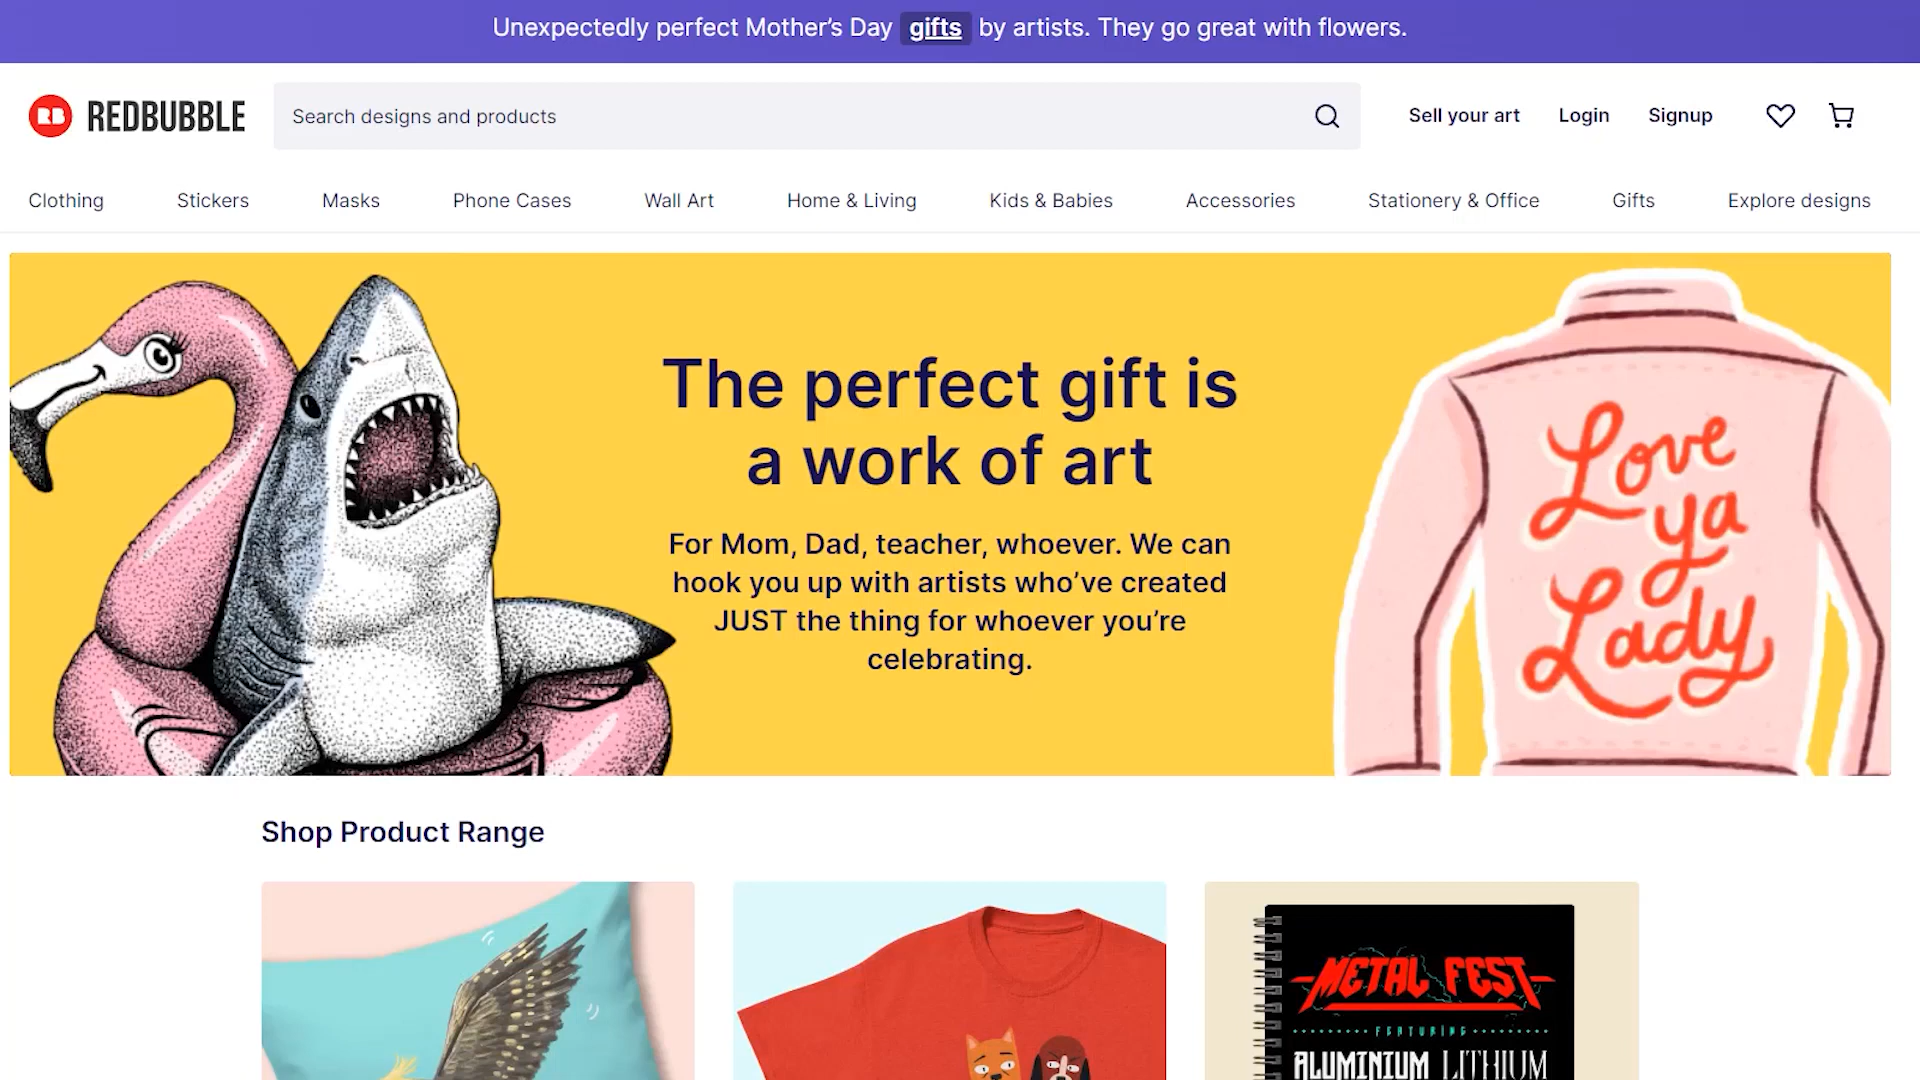 Unexpectedly perfect Mother’s Day gifts by artists. They go great with flowers.
RB REDBUBBLE
Search designs and products
Sell your art
Login
Signup
Clothing
Stickers
Masks
Phone Cases
Wall Art
Home & Living
Kids & Babies
Accessories
Stationery & Office
Gifts
Explore designs
The perfect gift is
a work of art
For Mom, Dad, teacher, whoever. We can
hook you up with artists who’ve created
JUST the thing for whoever you’re
celebrating.
Love
ya
Lady
Shop Product Range
METAL FEST
FEATURING
ALUMINIUM LITHIUM